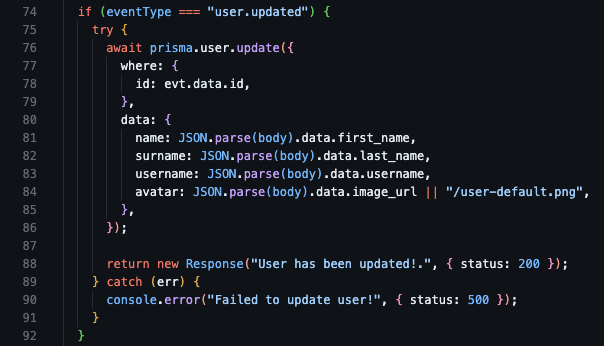 74 if (eventType === "user.updated") {
75 try {
76 await prisma.user.update({
77 where: {
78 id: evt.data.id,
79 },
80 data: {
81 name: JSON.parse(body).data.first_name,
82 surname: JSON.parse(body).data.last_name,
83 username: JSON.parse(body).data.username,
84 avatar: JSON.parse(body).data.image_url || "/user-default.png",
85 },
86 });
87
88 return new Response("User has been updated!.", { status: 200 });
89 } catch (err) {
90 console.error("Failed to update user!", { status: 500 });
91 }
92 }